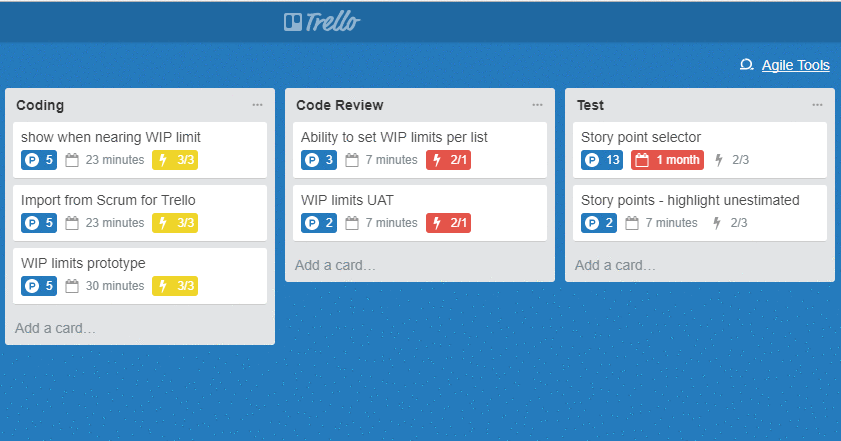 Trello
Agile Tools
Coding
show when nearing WIP limit
P 5 23 minutes 3/3
Import from Scrum for Trello
P 5 23 minutes 3/3
WIP limits prototype
P 5 30 minutes 3/3
Add a card…
Code Review
Ability to set WIP limits per list
P 3 7 minutes 2/1
WIP limits UAT
P 2 7 minutes 2/1
Add a card…
Test
Story point selector
P 13 1 month 2/3
Story points - highlight unestimated
P 2 7 minutes 2/3
Add a card…